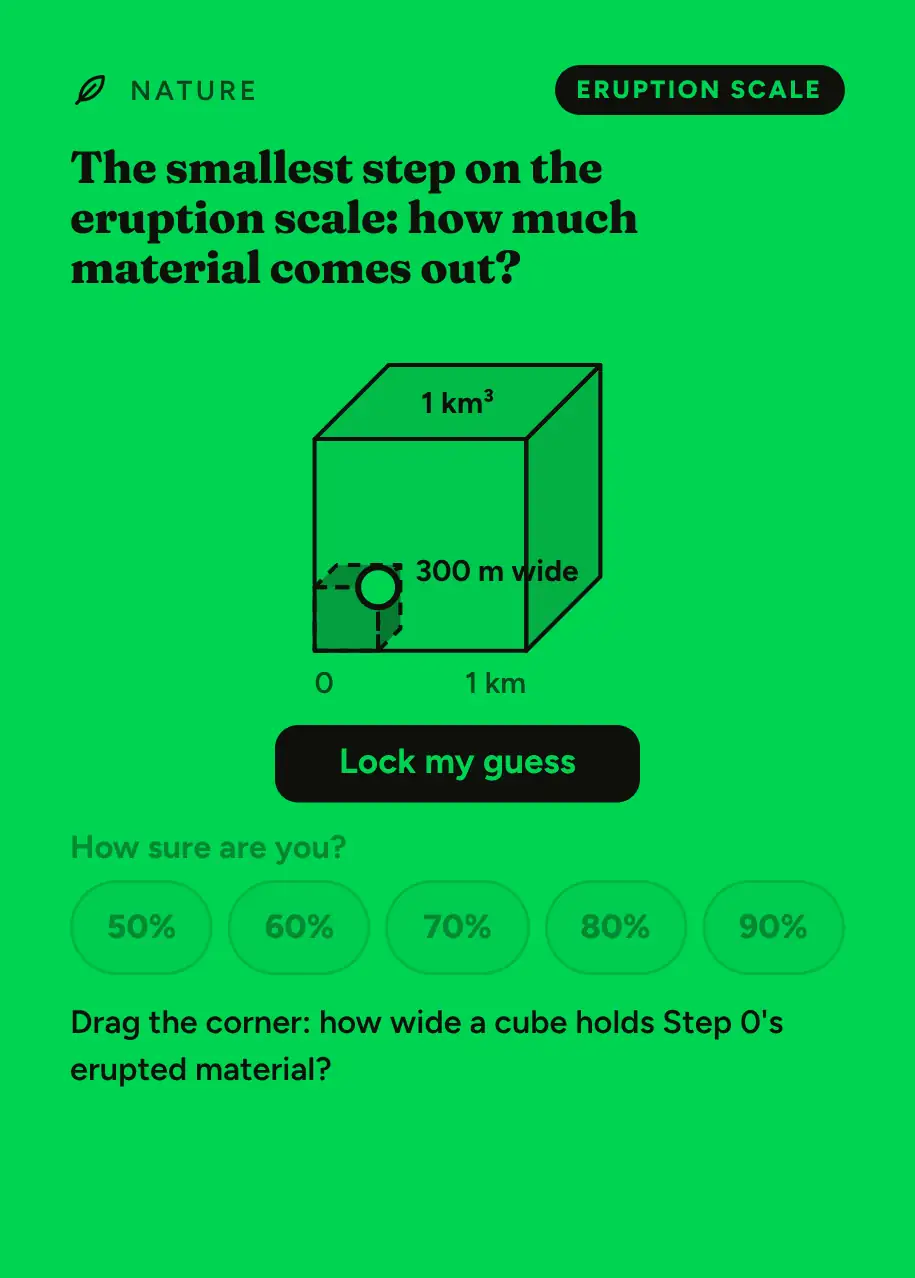 NATURE
ERUPTION SCALE
The smallest step on the
eruption scale: how much
material comes out?
1 km³
300 m wide
0
1 km
Lock my guess
How sure are you?
50%
60%
70%
80%
90%
Drag the corner: how wide a cube holds Step 0's
erupted material?